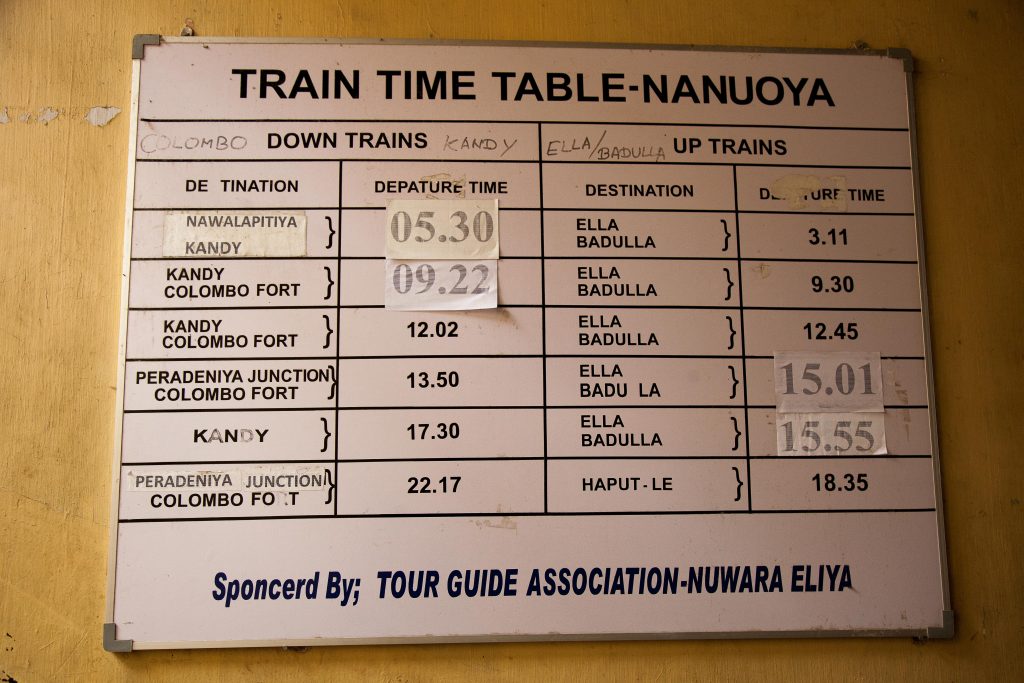 TRAIN TIME TABLE-NANUOYA
COLOMBO DOWN TRAINS KANDY ELLA/BADULLA UP TRAINS
DE TINATION DEPATURE TIME DESTINATION DE TURE TIME
NAWALAPITIYA
KANDY } 05.30
ELLA
BADULLA } 3.11
KANDY
COLOMBO FORT } 09.22
ELLA
BADULLA } 9.30
KANDY
COLOMBO FORT } 12.02
ELLA
BADULLA } 12.45
PERADENIYA JUNCTION
COLOMBO FORT } 13.50
ELLA
BADU LA } 15.01
KANDY } 17.30
ELLA
BADULLA } 15.55
PERADENIYA JUNCTION
COLOMBO FO T } 22.17
HAPUT-LE } 18.35
Sponcerd By; TOUR GUIDE ASSOCIATION-NUWARA ELIYA